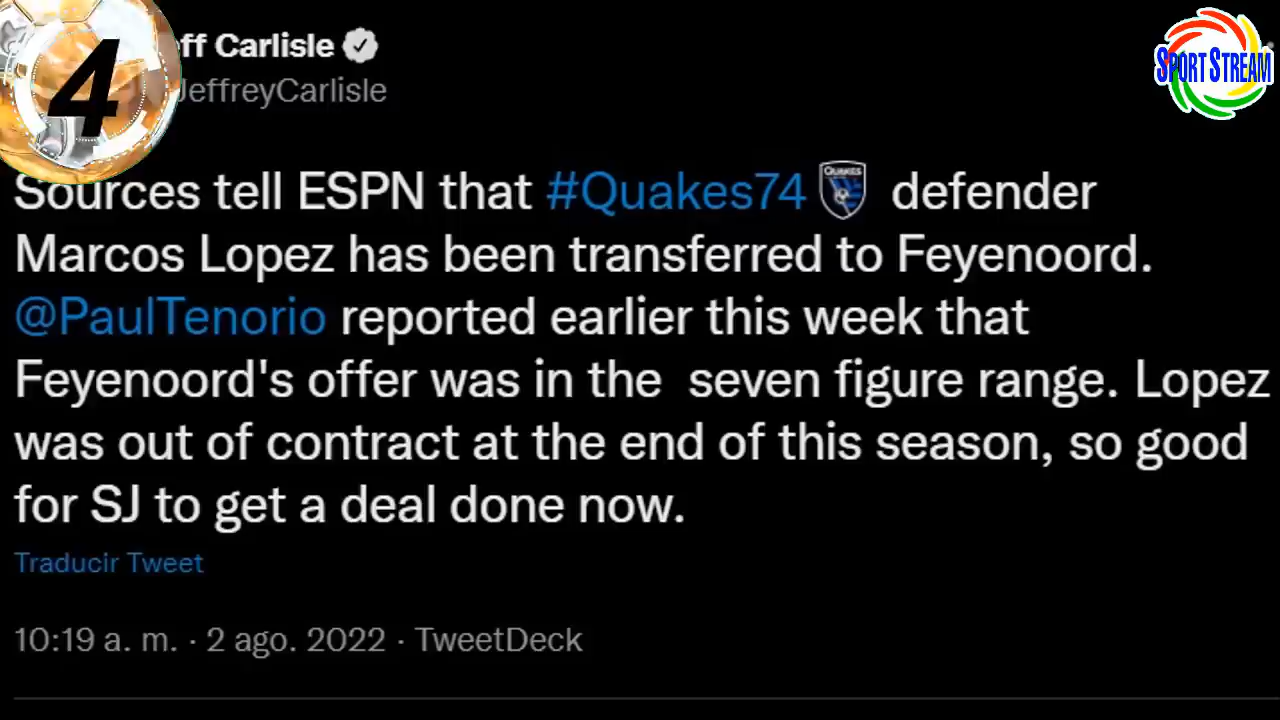 4
ff Carlisle
JeffreyCarlisle
SPORT STREAM
Sources tell ESPN that #Quakes74 QUAKES defender
Marcos Lopez has been transferred to Feyenoord.
@PaulTenorio reported earlier this week that
Feyenoord's offer was in the  seven figure range. Lopez
was out of contract at the end of this season, so good
for SJ to get a deal done now.
Traducir Tweet
10:19 a. m. · 2 ago. 2022 · TweetDeck